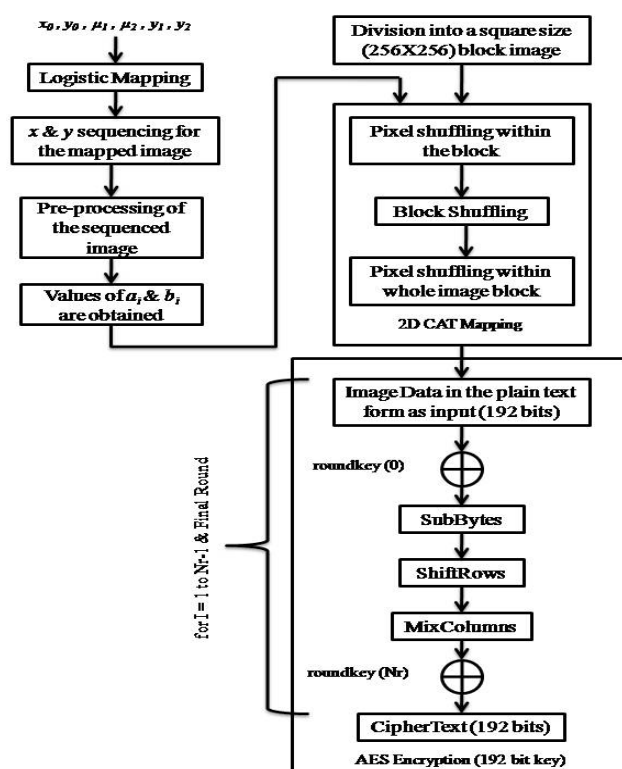 x₀, y₀, μ₁, μ₂, y₁, y₂
Logistic Mapping
x & y sequencing for
the mapped image
Pre-processing of
the sequenced
image
Values of aᵢ & bᵢ
are obtained
Division into a square size
(256X256) block image
Pixel shuffling within
the block
Block Shuffling
Pixel shuffling within
whole image block
2D CAT Mapping
Image Data in the plain text
form as input (192 bits)
roundkey (0)
SubBytes
ShiftRows
MixColumns
roundkey (Nr)
CipherText (192 bits)
AES Encryption (192 bit key)
for I = 1 to Nr-1 & Final Round